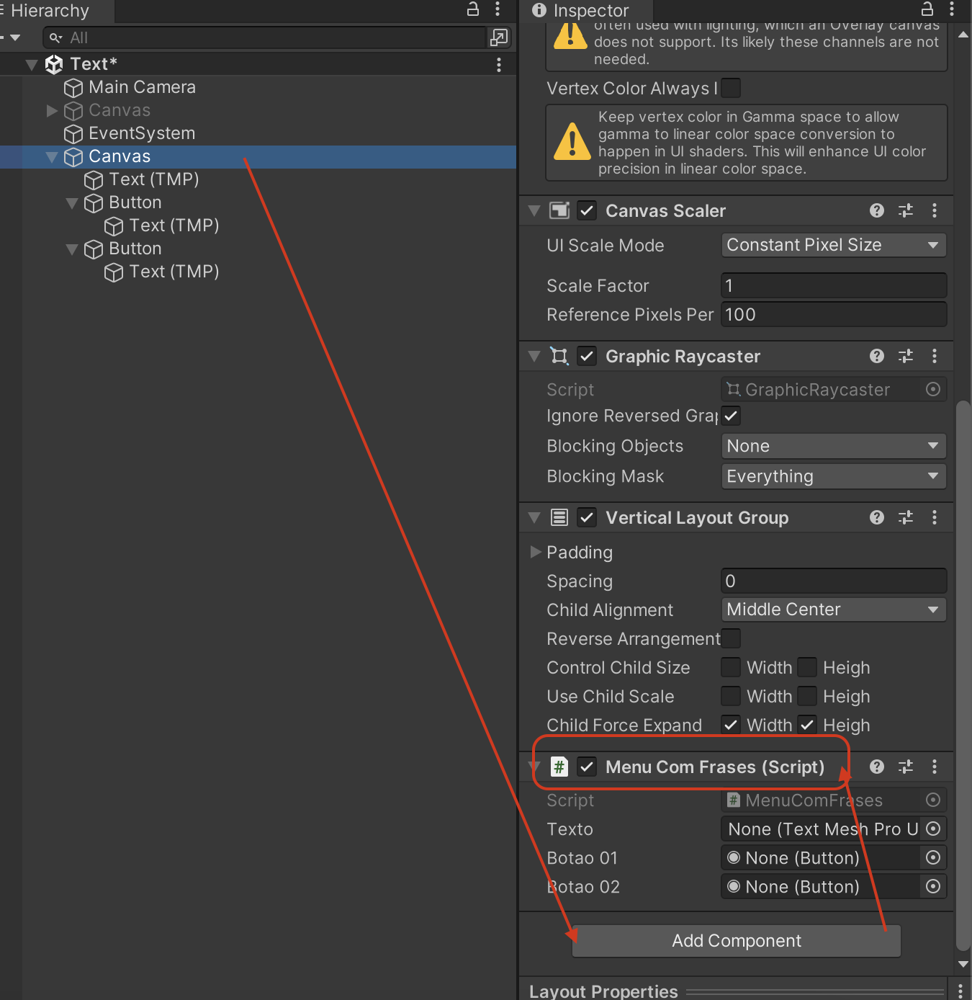 Hierarchy
All
Text*
Main Camera
Canvas
EventSystem
Canvas
Text (TMP)
Button
Text (TMP)
Button
Text (TMP)
Inspector
often used with lighting, which an Overlay canvas
does not support. Its likely these channels are not
needed.
Vertex Color Always I
Keep vertex color in Gamma space to allow
gamma to linear color space conversion to
happen in UI shaders. This will enhance UI color
precision in linear color space.
Canvas Scaler
UI Scale Mode Constant Pixel Size
Scale Factor 1
Reference Pixels Per 100
Graphic Raycaster
Script GraphicRaycaster
Ignore Reversed Grap
Blocking Objects None
Blocking Mask Everything
Vertical Layout Group
Padding
Spacing 0
Child Alignment Middle Center
Reverse Arrangement
Control Child Size Width Heigh
Use Child Scale Width Heigh
Child Force Expand Width Heigh
# Menu Com Frases (Script)
Script # MenuComFrases
Texto None (Text Mesh Pro U
Botao 01 None (Button)
Botao 02 None (Button)
Add Component
Layout Properties